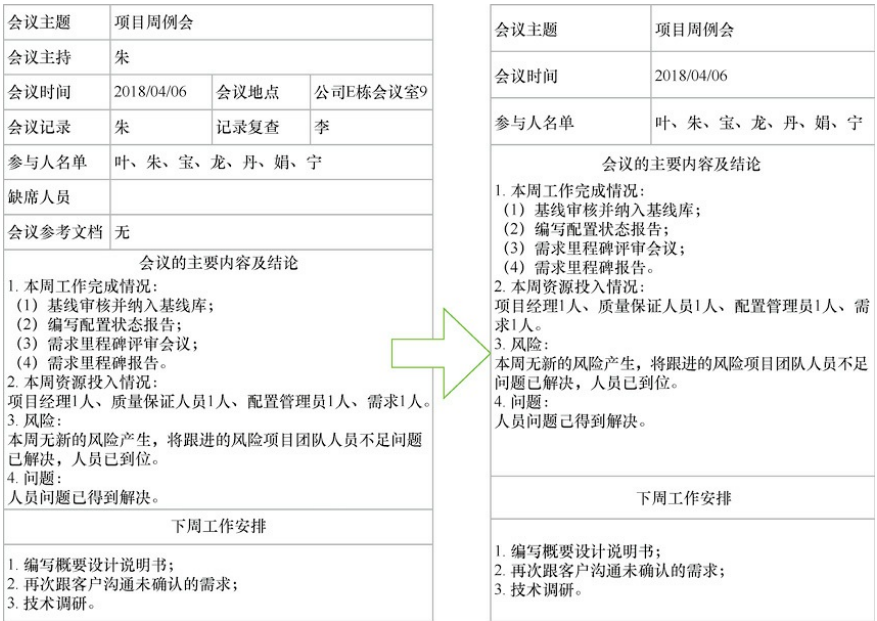 会议主题 项目周例会
会议主持 朱
会议时间 2018/04/06 会议地点 公司E栋会议室9
会议记录 朱 记录复查 李
参与人名单 叶、朱、宝、龙、丹、娟、宁
缺席人员
会议参考文档 无
会议的主要内容及结论
1. 本周工作完成情况：
（1）基线审核并纳入基线库；
（2）编写配置状态报告；
（3）需求里程碑评审会议；
（4）需求里程碑报告。
2. 本周资源投入情况：
项目经理1人、质量保证人员1人、配置管理员1人、需求1人。
3. 风险：
本周无新的风险产生，将跟进的风险项目团队人员不足问题
已解决，人员已到位。
4. 问题：
人员问题已得到解决。
下周工作安排
1. 编写概要设计说明书；
2. 再次跟客户沟通未确认的需求；
3. 技术调研。
会议主题 项目周例会
会议时间 2018/04/06
参与人名单 叶、朱、宝、龙、丹、娟、宁
会议的主要内容及结论
1. 本周工作完成情况：
（1）基线审核并纳入基线库；
（2）编写配置状态报告；
（3）需求里程碑评审会议；
（4）需求里程碑报告。
2. 本周资源投入情况：
项目经理1人、质量保证人员1人、配置管理员1人、需
求1人。
3. 风险：
本周无新的风险产生，将跟进的风险项目团队人员不足
问题已解决，人员已到位。
4. 问题：
人员问题己得到解决。
下周工作安排
1. 编写概要设计说明书；
2. 再次跟客户沟通未确认的需求；
3. 技术调研。